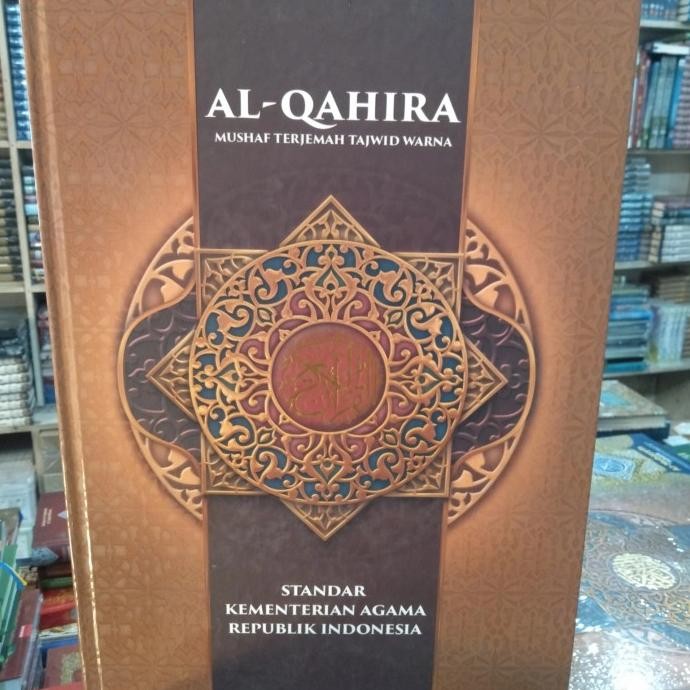 AL-QAHIRA
MUSHAF TERJEMAH TAJWID WARNA
STANDAR
KEMENTERIAN AGAMA
REPUBLIK INDONESIA